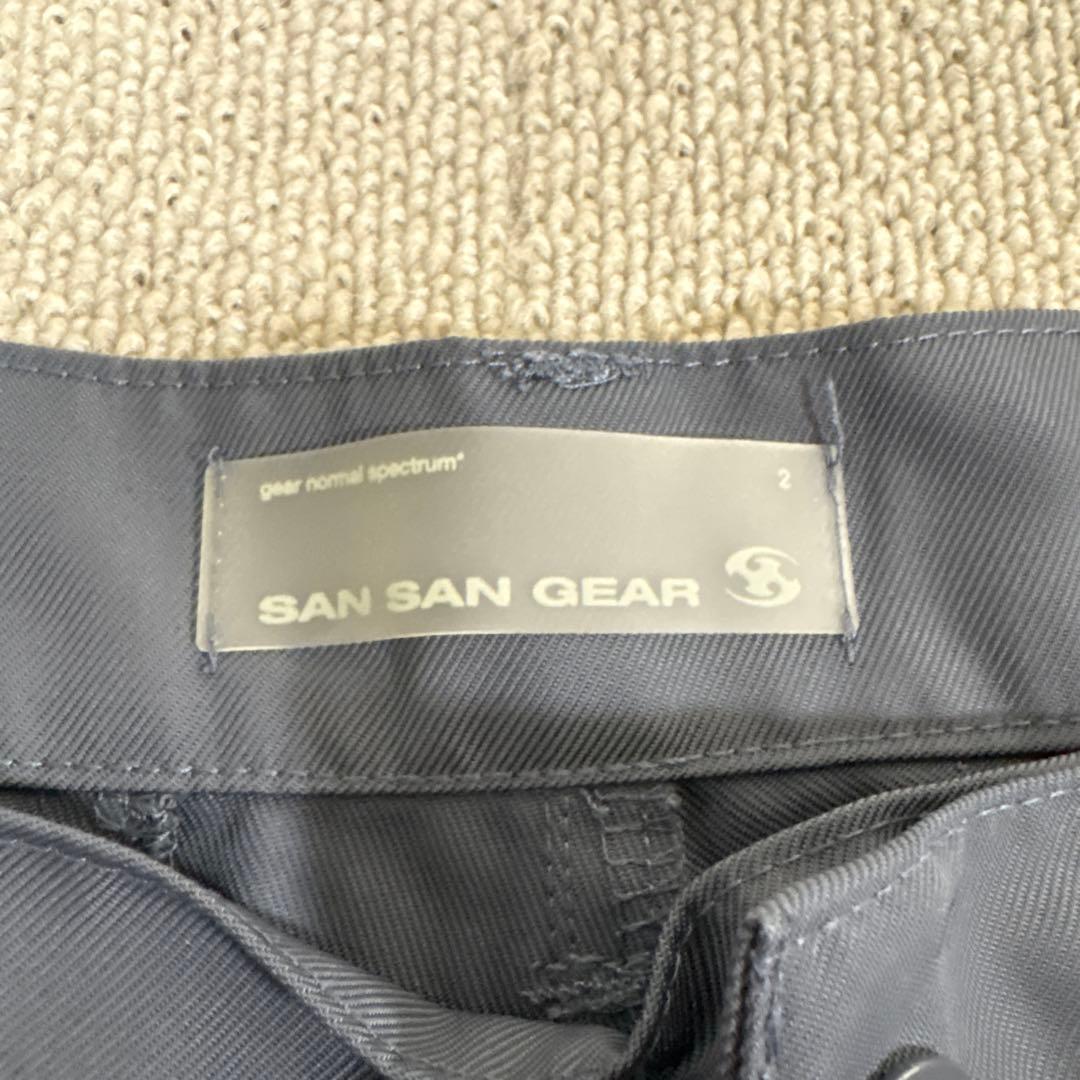 gear normal spectrum*
2
SAN SAN GEAR